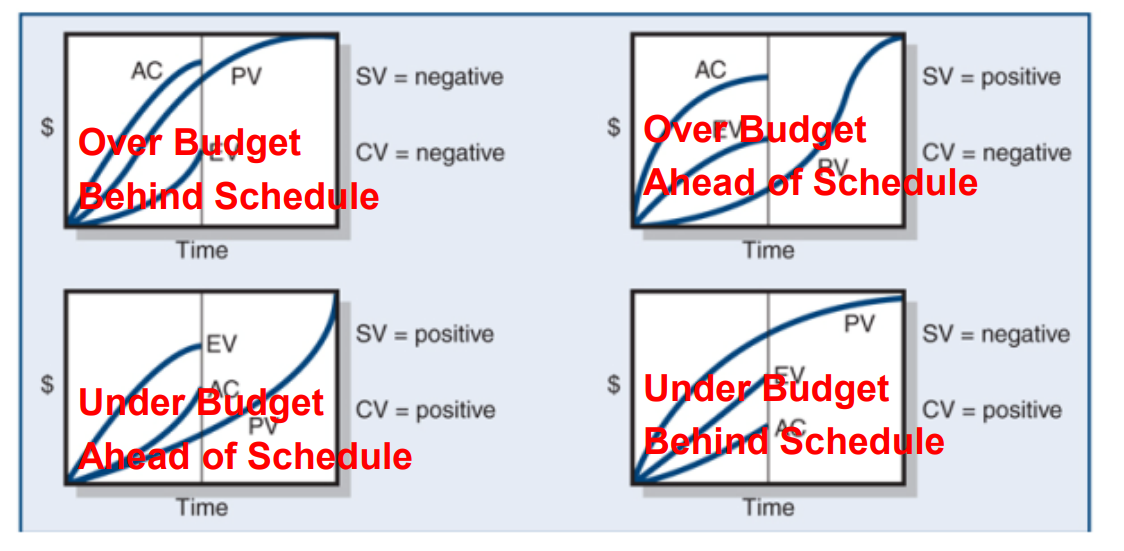 AC
PV
SV = negative
$
Over Budget
EV
CV = negative
Behind Schedule
Time
AC
SV = positive
$
Over Budget
EV
CV = negative
PV
Ahead of Schedule
Time
EV
SV = positive
$
AC
Under Budget
CV = positive
PV
Ahead of Schedule
Time
PV
SV = negative
$
EV
Under Budget
CV = positive
AC
Behind Schedule
Time